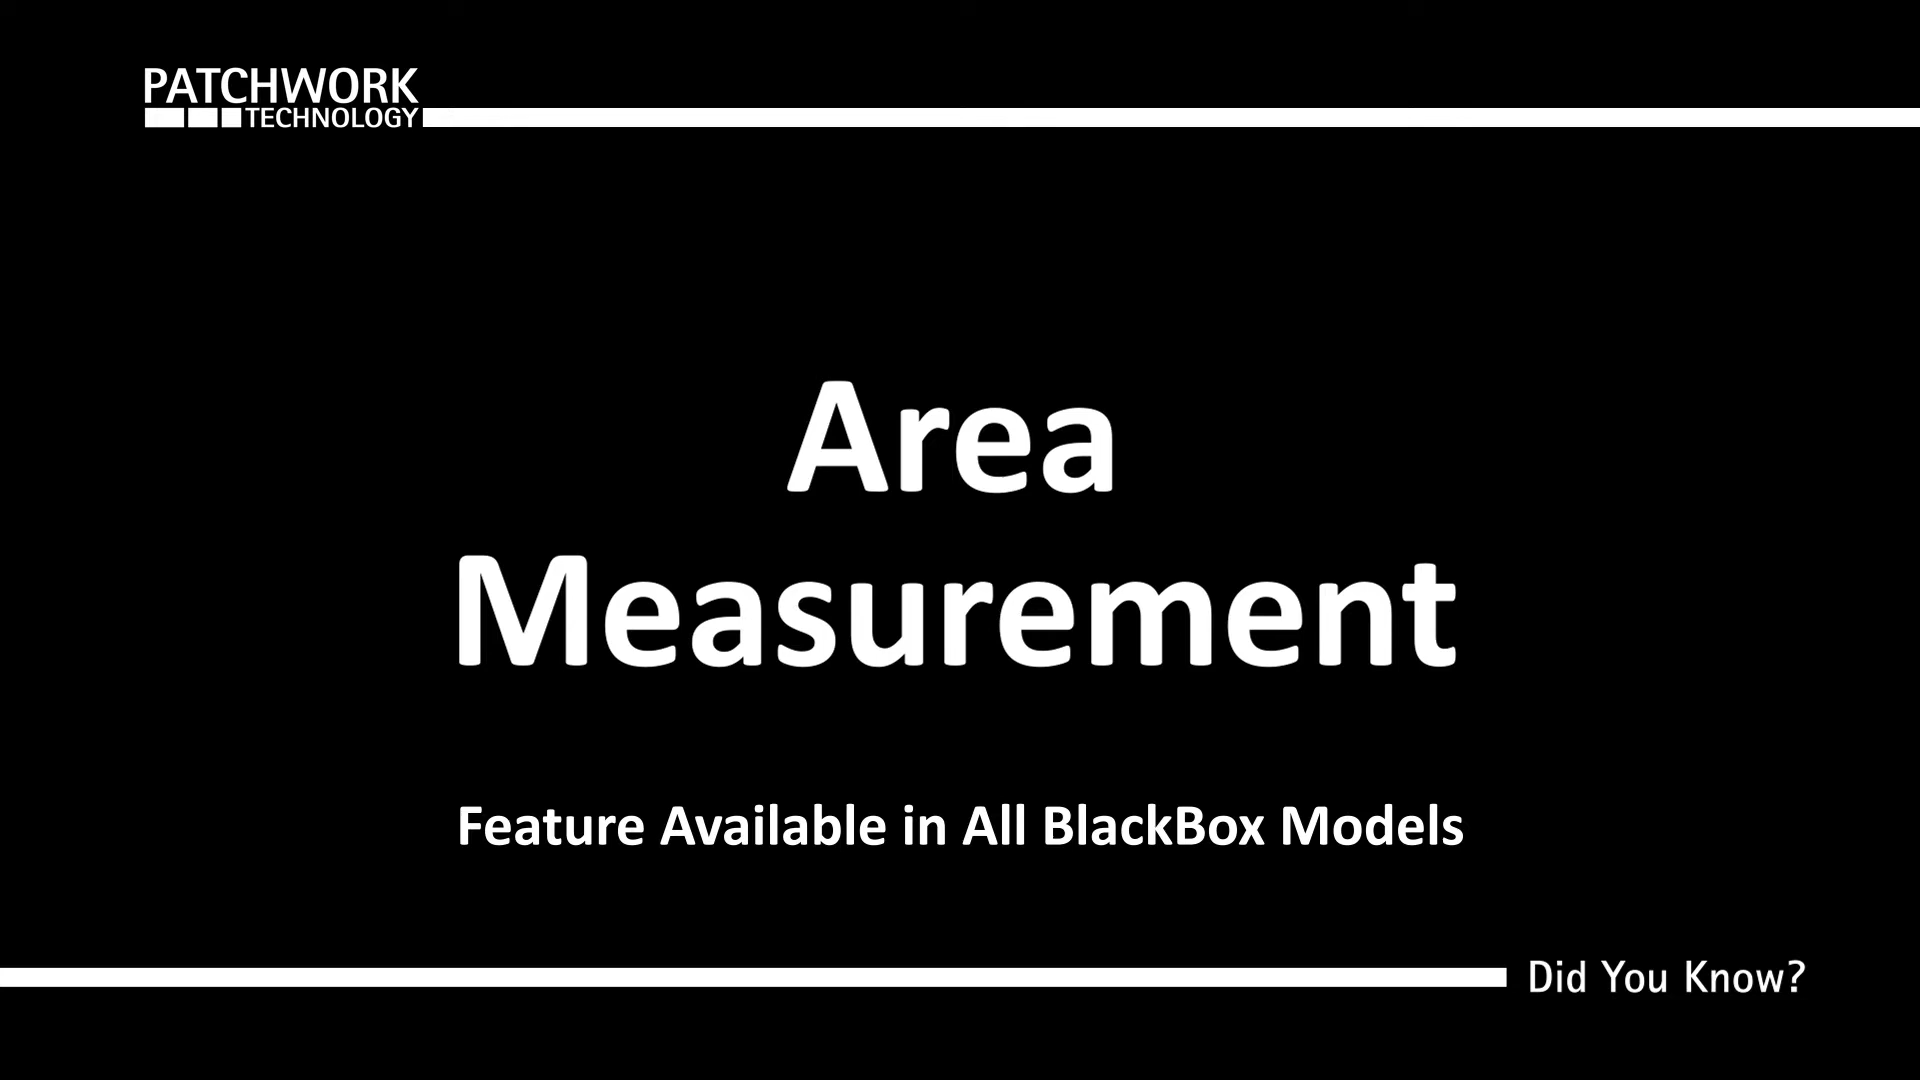 PATCHWORK
TECHNOLOGY
Area
Measurement
Feature Available in All BlackBox Models
Did You Know?